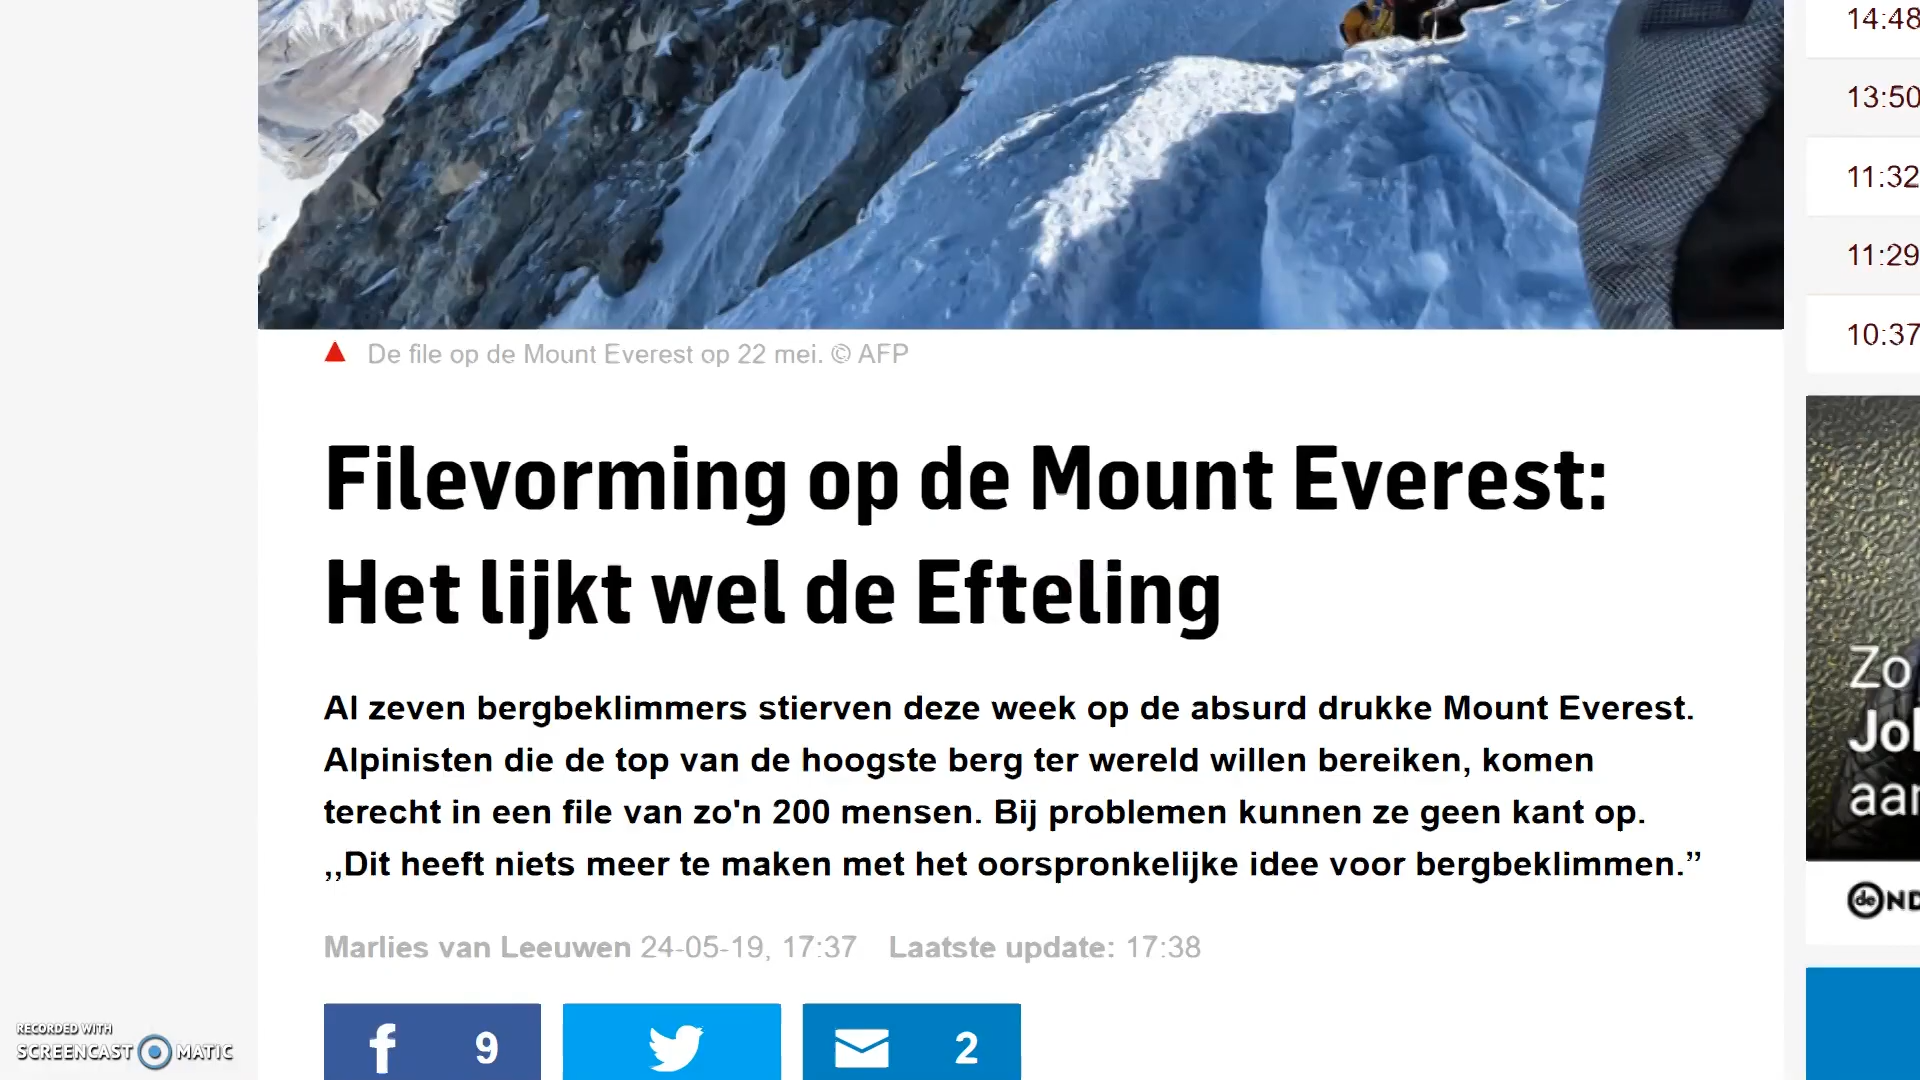 14:48
13:50
11:32
11:29
10:37
De file op de Mount Everest op 22 mei. © AFP
Filevorming op de Mount Everest:
Het lijkt wel de Efteling
Al zeven bergbeklimmers stierven deze week op de absurd drukke Mount Everest.
Alpinisten die de top van de hoogste berg ter wereld willen bereiken, komen
terecht in een file van zo'n 200 mensen. Bij problemen kunnen ze geen kant op.
,,Dit heeft niets meer te maken met het oorspronkelijke idee voor bergbeklimmen.”
Marlies van Leeuwen 24-05-19, 17:37 Laatste update: 17:38
9
2
Zo
de
RECORDED WITH
SCREENCAST MATIC